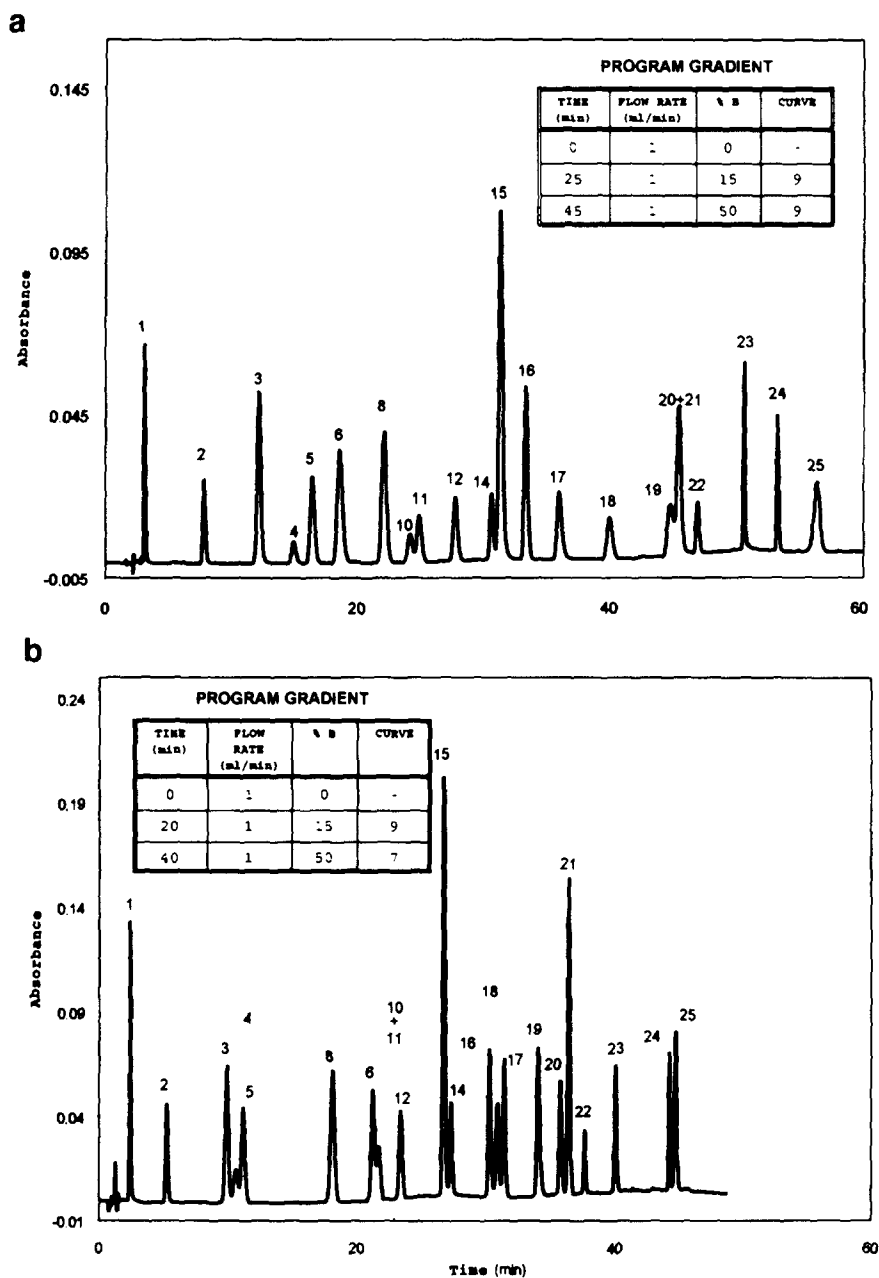 a
PROGRAM GRADIENT
TIME (min) FLOW RATE (ml/min) % B CURVE
0 1 0 -
25 1 15 9
45 1 50 9
Absorbance
0.145
0.095
0.045
-0.005
1 2 3 4 5 6 8 10 11 12 14 15 16 17 18 19 20+21 22 23 24 25
0 20 40 60
b
PROGRAM GRADIENT
TIME (min) FLOW RATE (ml/min) % B CURVE
0 1 0 -
20 1 15 9
40 1 50 7
Absorbance
0.24
0.19
0.14
0.09
0.04
-0.01
1 2 3 4 5 8 6 10 + 11 12 15 14 16 18 17 19 20 21 22 23 24 25
0 20 40 60
Time (min)